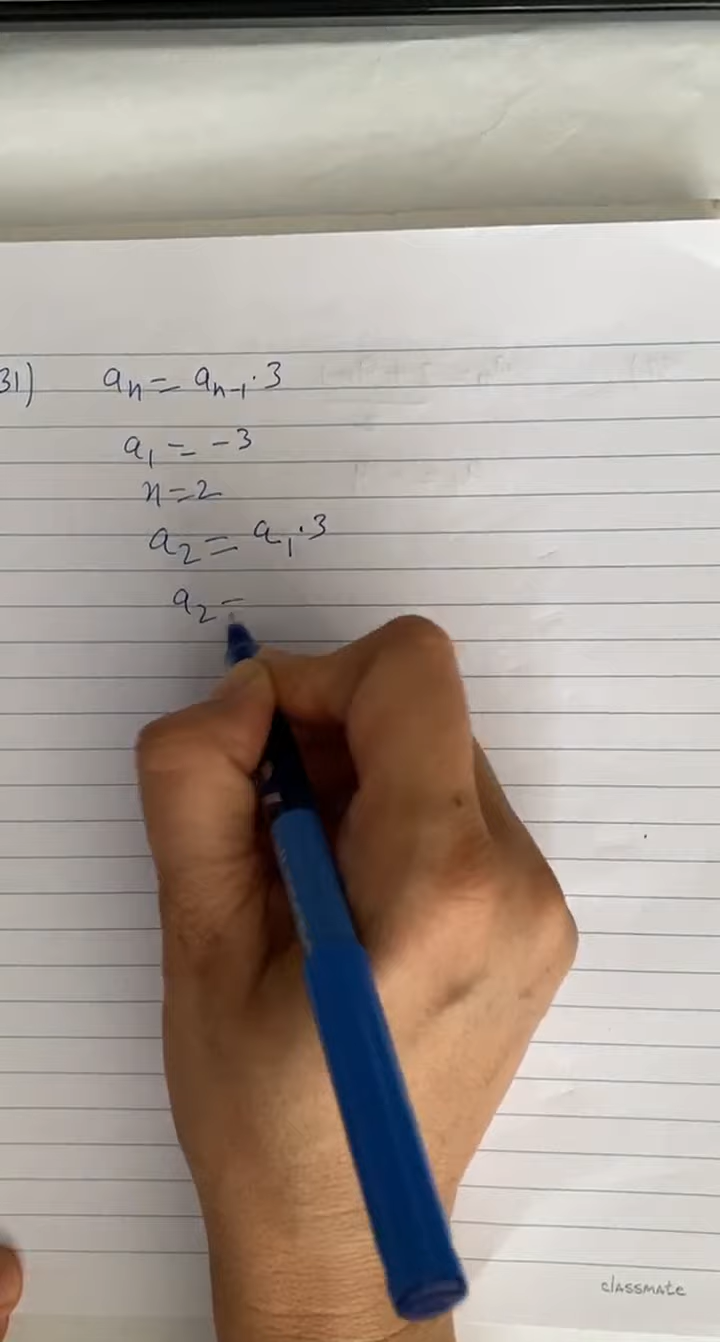 31) aₙ = aₙ₋₁ · 3
a₁ = -3
n = 2
a₂ = a₁ · 3
a₂ =
classmate